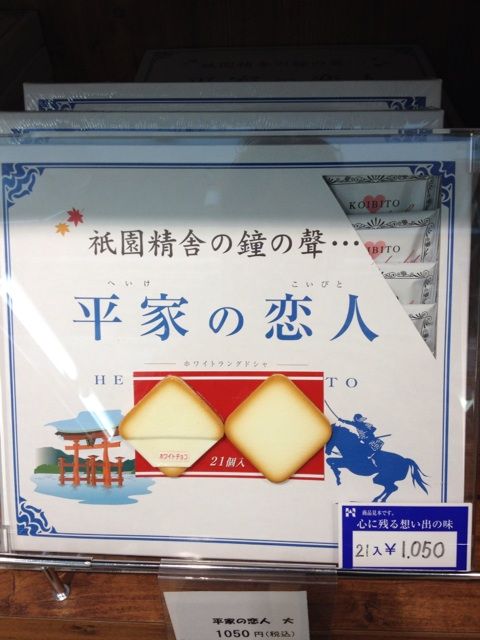 KOIBITO
IBITO
祇園精舎の鐘の聲…
へいけ こいびと
平家の恋人
ホワイトラングドシャ
HE TO
ホワイトチョコ
21個入
商品見本です。
心に残る想い出の味
21入¥1,050
平家の恋人 大
1050円(税込)